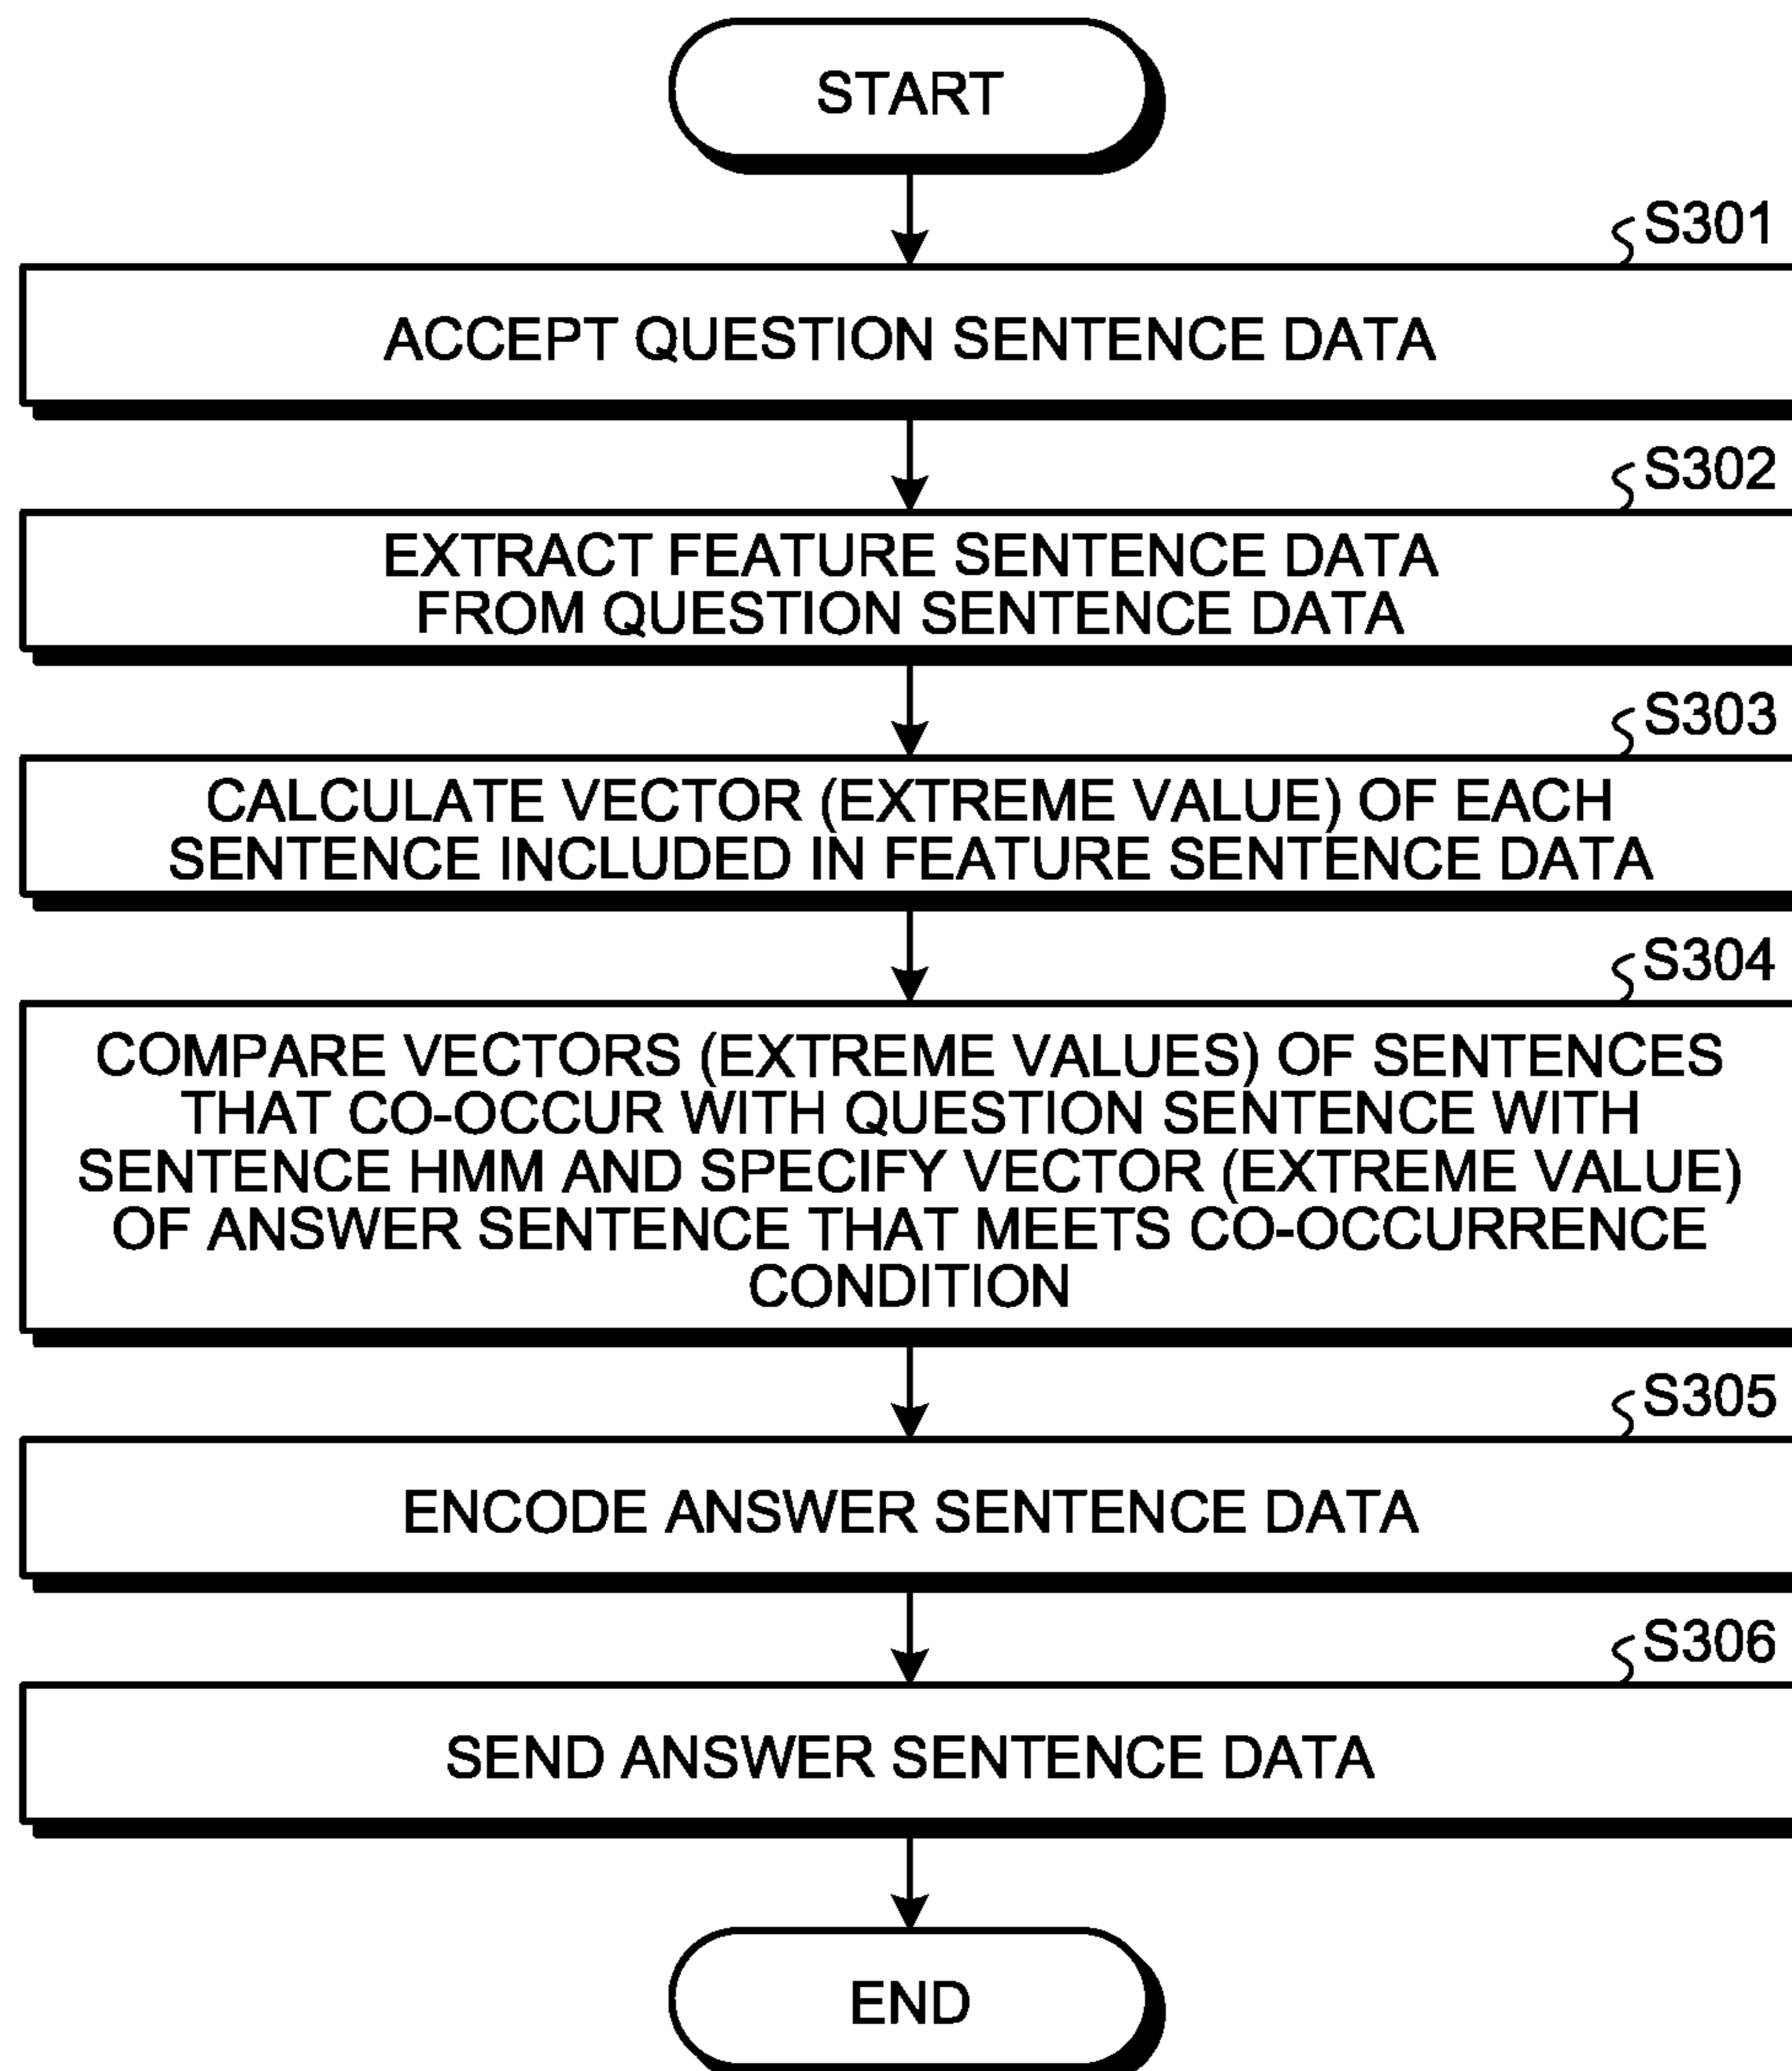 START
S301
ACCEPT QUESTION SENTENCE DATA
S302
EXTRACT FEATURE SENTENCE DATA
FROM QUESTION SENTENCE DATA
S303
CALCULATE VECTOR (EXTREME VALUE) OF EACH
SENTENCE INCLUDED IN FEATURE SENTENCE DATA
S304
COMPARE VECTORS (EXTREME VALUES) OF SENTENCES
THAT CO-OCCUR WITH QUESTION SENTENCE WITH
SENTENCE HMM AND SPECIFY VECTOR (EXTREME VALUE)
OF ANSWER SENTENCE THAT MEETS CO-OCCURRENCE
CONDITION
S305
ENCODE ANSWER SENTENCE DATA
S306
SEND ANSWER SENTENCE DATA
END